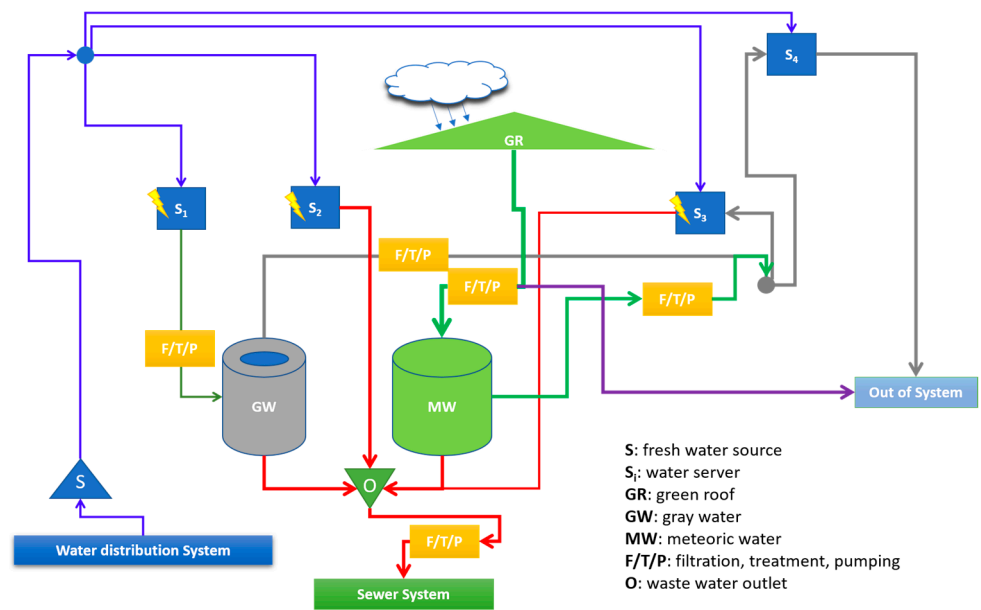 S4
GR
S1
S2
S3
F/T/P
F/T/P
F/T/P
F/T/P
GW
MW
Out of System
S
O
Water distribution System
F/T/P
Sewer System
S: fresh water source
Si: water server
GR: green roof
GW: gray water
MW: meteoric water
F/T/P: filtration, treatment, pumping
O: waste water outlet